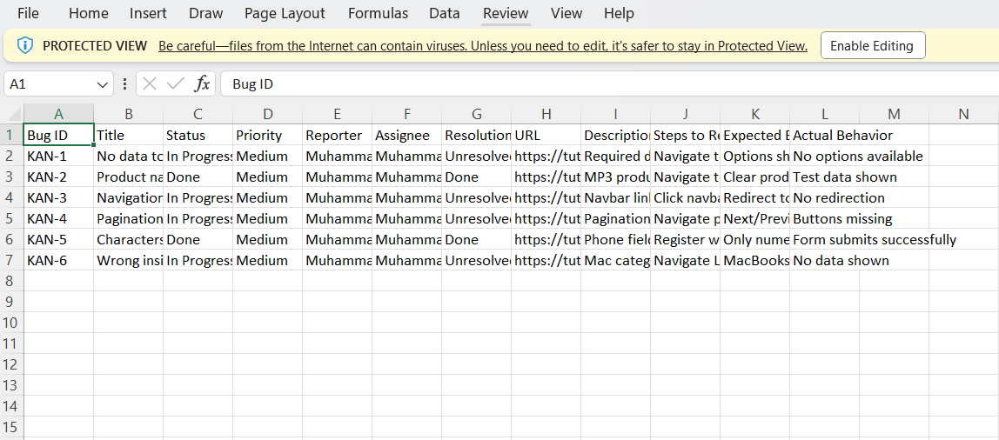 File Home Insert Draw Page Layout Formulas Data Review View Help
PROTECTED VIEW Be careful—files from the Internet can contain viruses. Unless you need to edit, it's safer to stay in Protected View. Enable Editing
A1 fx Bug ID
A B C D E F G H I J K L M N
1 Bug ID Title Status Priority Reporter Assignee Resolution URL Description Steps to Re Expected B Actual Behavior
2 KAN-1 No data to In Progress Medium Muhamma Muhamma Unresolved https://tut Required d Navigate t Options sh No options available
3 KAN-2 Product na Done Medium Muhamma Muhamma Done https://tut MP3 produ Navigate t Clear prod Test data shown
4 KAN-3 Navigation In Progress Medium Muhamma Muhamma Unresolved https://tut Navbar lin Click navba Redirect to No redirection
5 KAN-4 Pagination In Progress Medium Muhamma Muhamma Unresolved https://tut Pagination Navigate p Next/Previ Buttons missing
6 KAN-5 Characters Done Medium Muhamma Muhamma Done https://tut Phone field Register w Only nume Form submits successfully
7 KAN-6 Wrong insi In Progress Medium Muhamma Muhamma Unresolved https://tut Mac categ Navigate L MacBooks No data shown
8
9
10
11
12
13
14
15